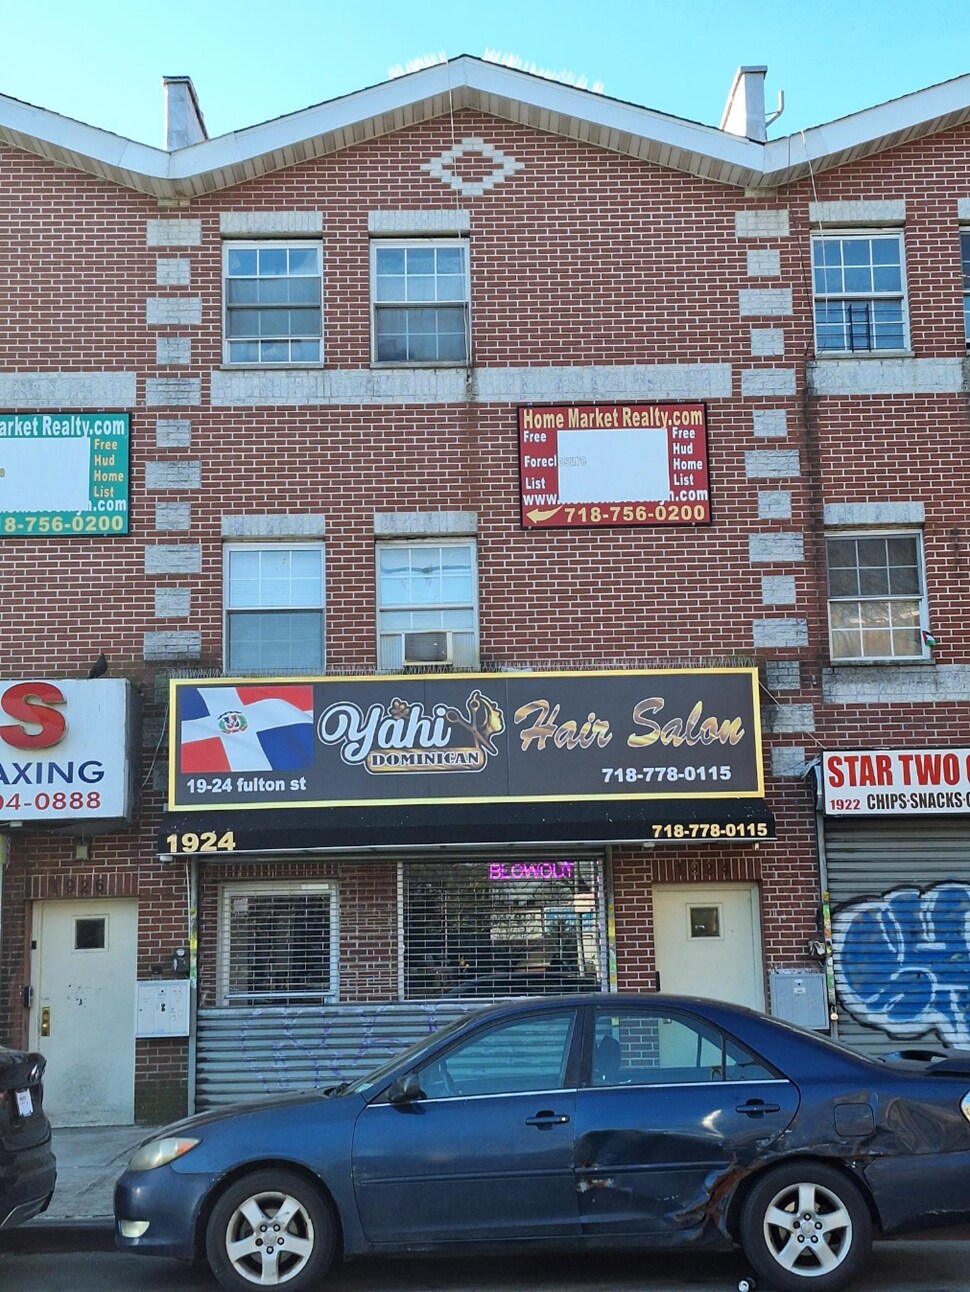 arket Realty.com
Free
Hud
Home
List
.com
8-756-0200
Home Market Realty.com
Free
Foreclosure
List
www.
Free
Hud
Home
List
n.com
718-756-0200
S
AXING
04-0888
Yahi
DOMINICAN
Hair Salon
19-24 fulton st
718-778-0115
1924
718-778-0115
BLOWOUT
STAR TWO
1922 CHIPS·SNACKS·
1926